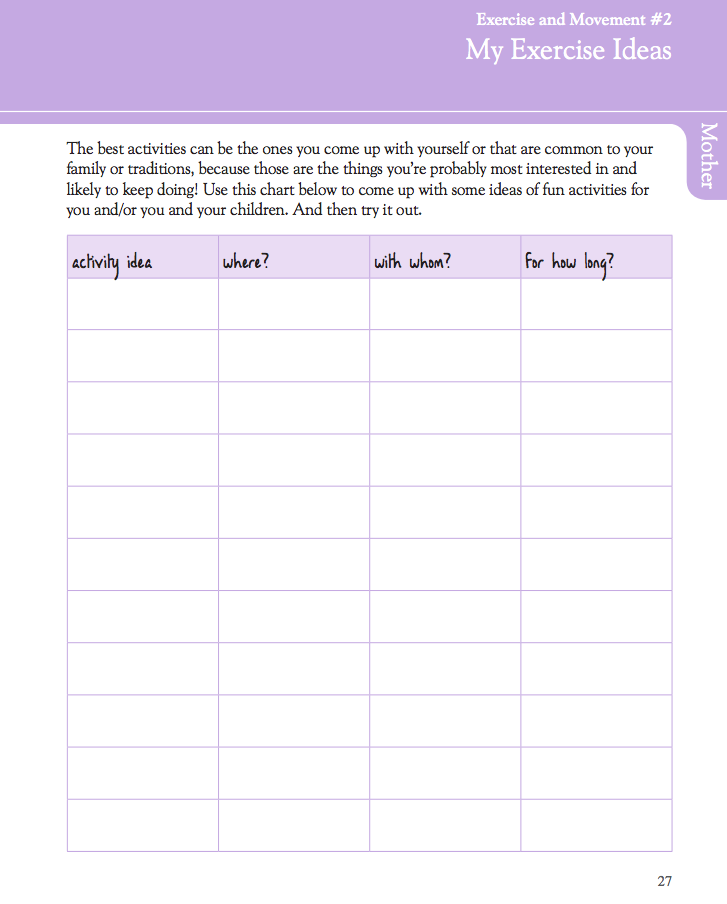 Exercise and Movement #2
My Exercise Ideas
Mother
The best activities can be the ones you come up with yourself or that are common to your
family or traditions, because those are the things you’re probably most interested in and
likely to keep doing! Use this chart below to come up with some ideas of fun activities for
you and/or you and your children. And then try it out.
activity idea where? with whom? for how long?
27